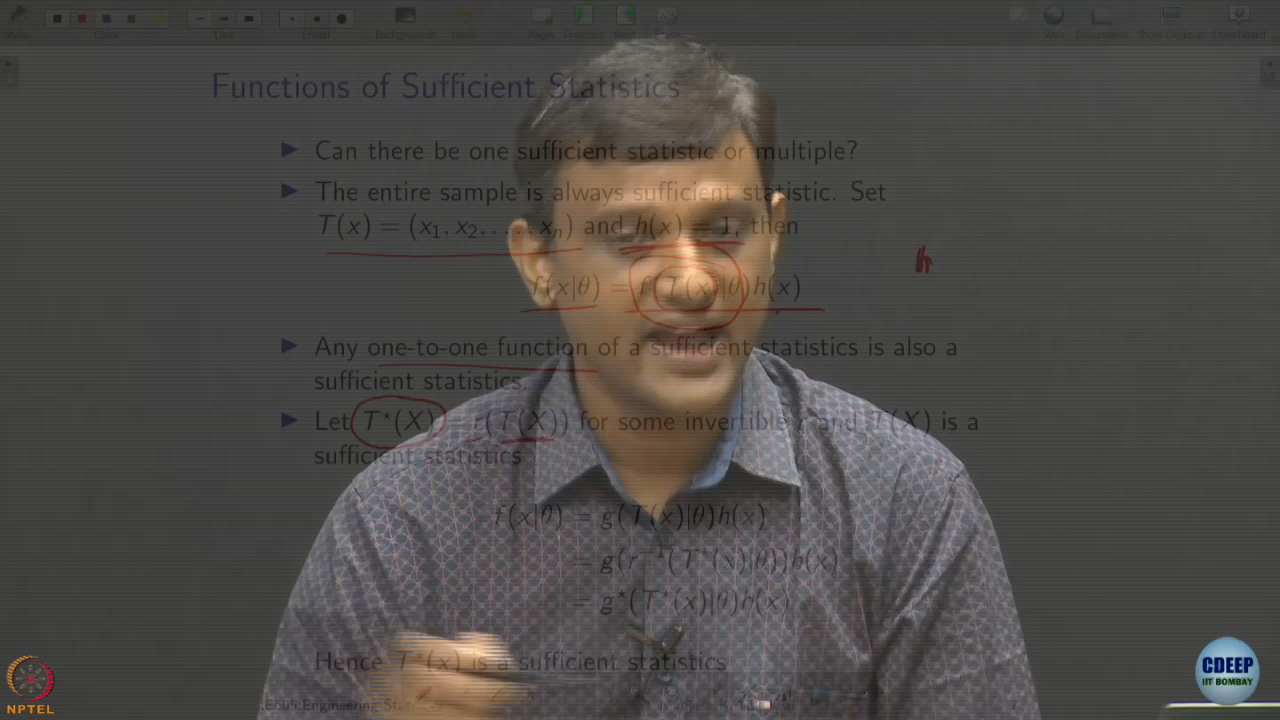 Functions of Sufficient Statistics
▶ Can there be one sufficient statistic or multiple?
▶ The entire sample is always sufficient statistic. Set
T(x) = (x₁, x₂, . . . , xₙ) and h(x) = 1, then
f(x|θ) = f(T(x)|θ)h(x)
▶ Any one-to-one function of a sufficient statistics is also a
sufficient statistics.
▶ Let T*(X) = r(T(X)) for some invertible r and T(X) is a
sufficient statistics
f(x|θ) = g(T(x)|θ)h(x)
= g(r⁻¹(T*(x)|θ))h(x)
= g*(T*(x)|θ)h(x)
Hence T*(x) is a sufficient statistics
NPTEL
CDEEP
IIT BOMBAY